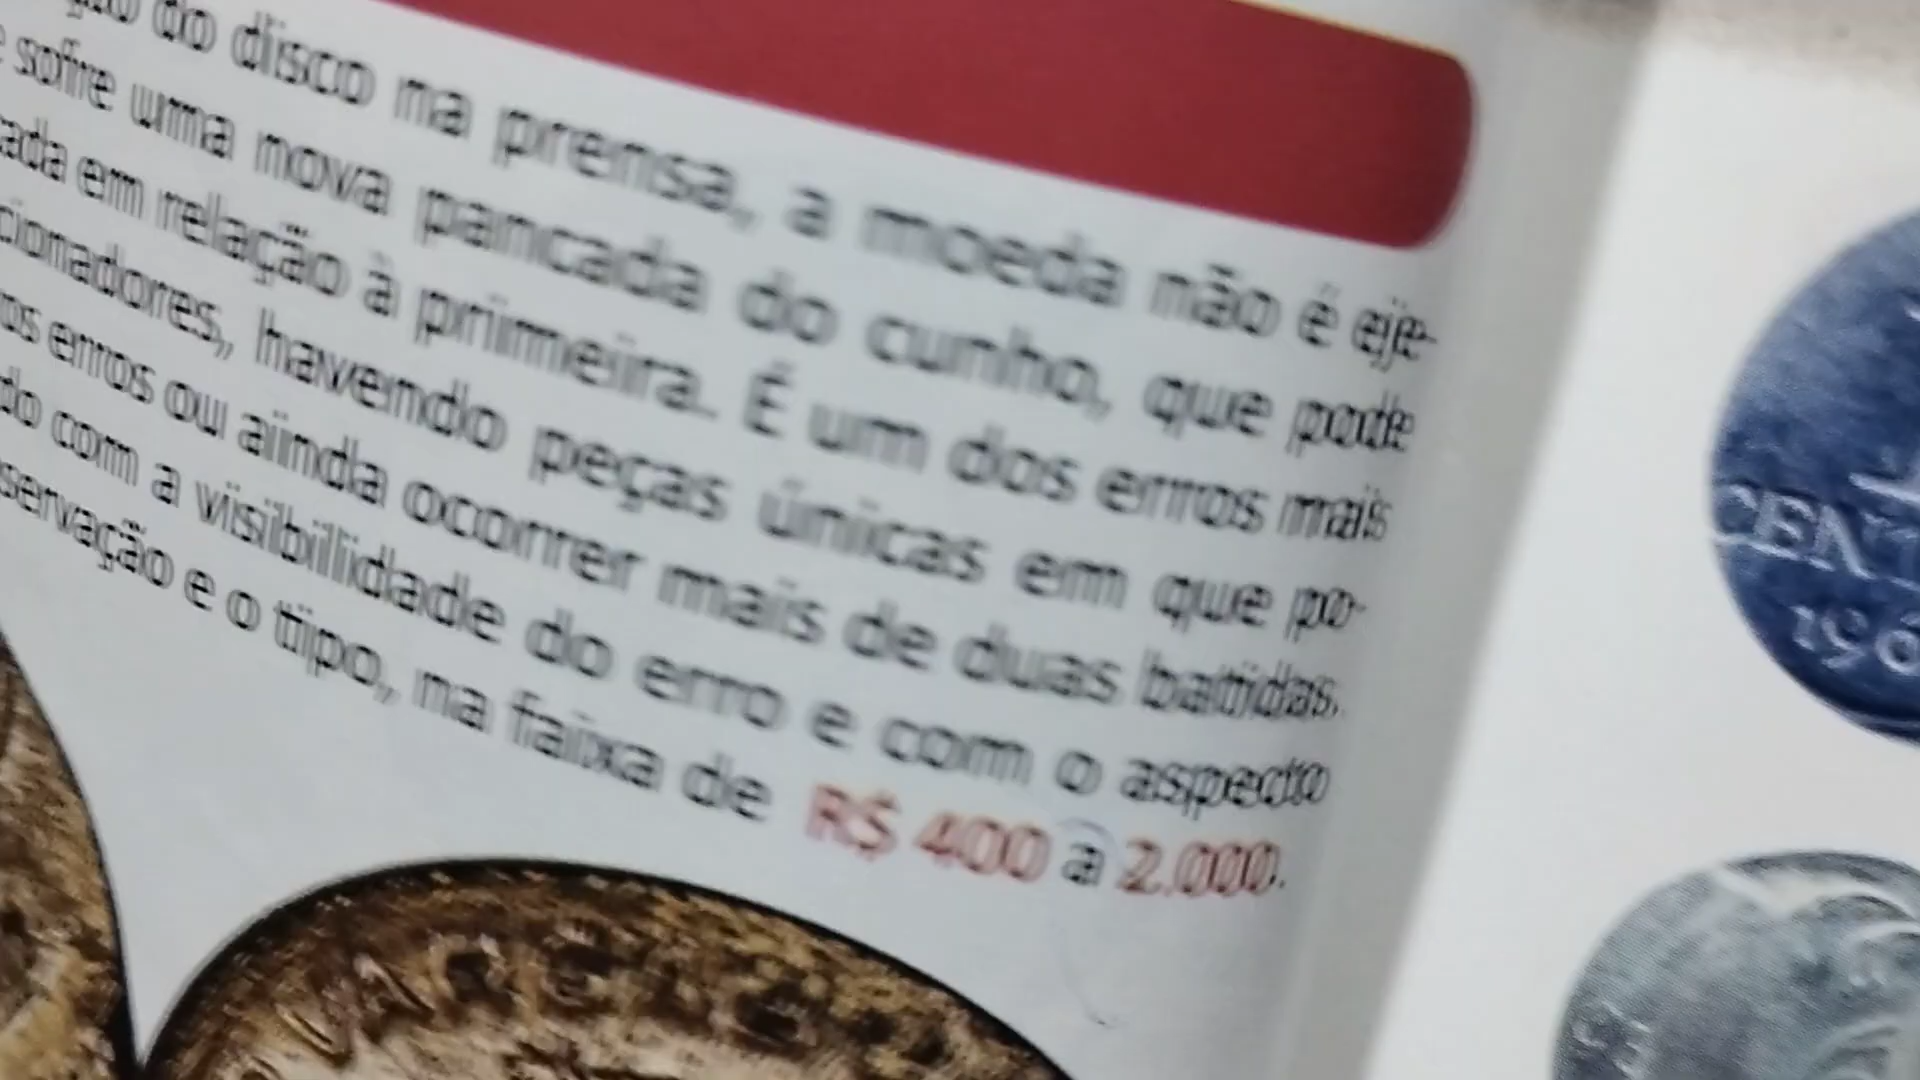 do disco na prensa, a moeda não é eje-
sofre uma nova pancada do cunho, que pode
em relação à primeira. É um dos erros mais
cionadores, havendo peças únicas em que po-
erros ou ainda ocorrer mais de duas batidas.
do com a visibilidade do erro e com o aspecto
servação e o tipo, na faixa de R$ 400 a 2.000.
CENT
196